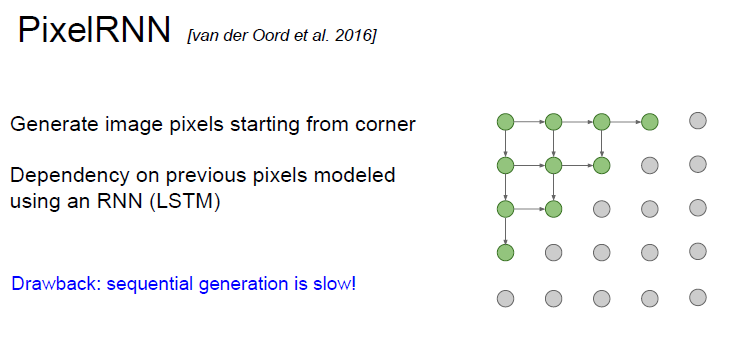 PixelRNN [van der Oord et al. 2016]
Generate image pixels starting from corner
Dependency on previous pixels modeled
using an RNN (LSTM)
Drawback: sequential generation is slow!